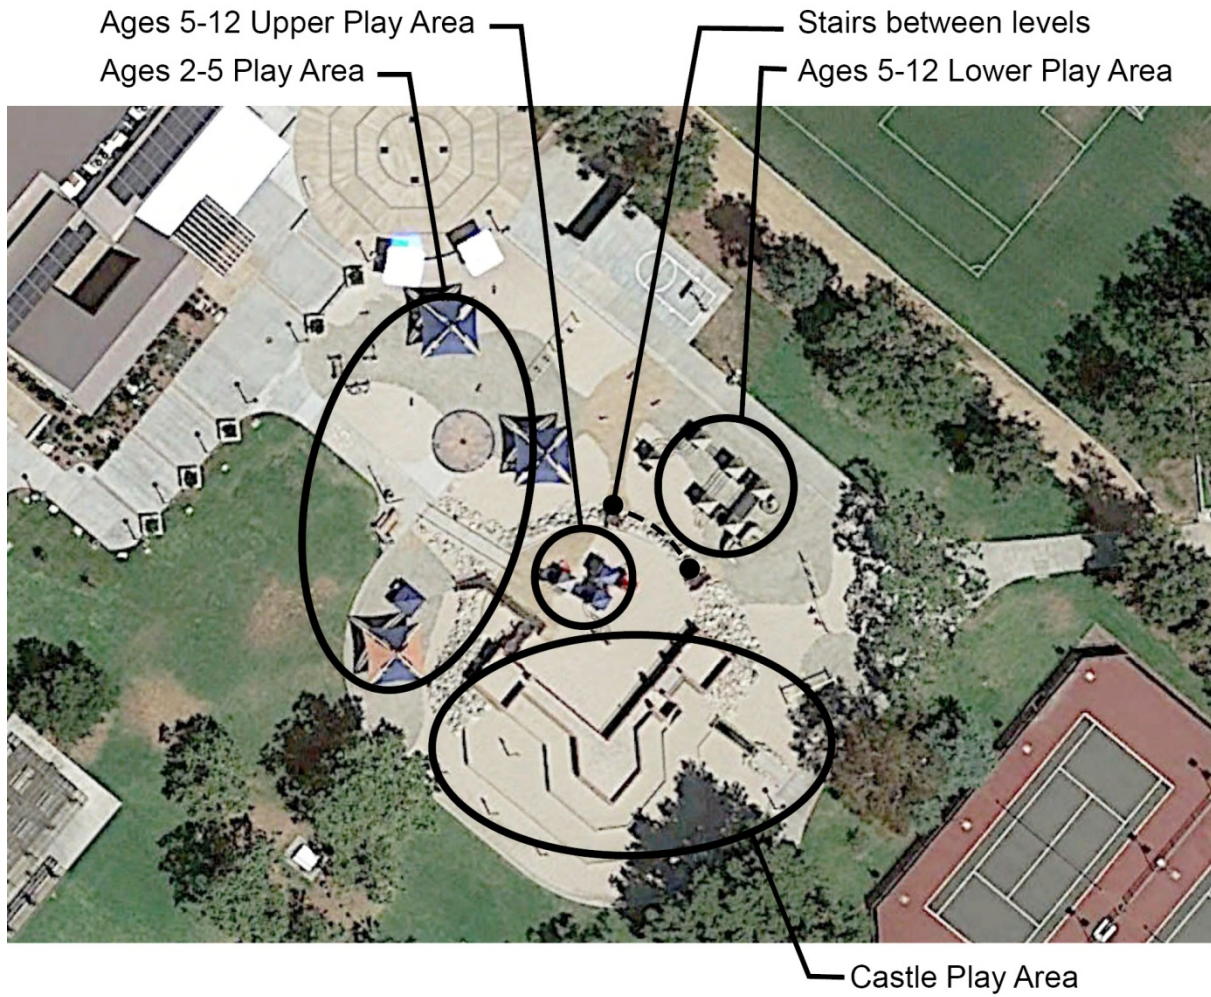 Ages 5-12 Upper Play Area
Stairs between levels
Ages 2-5 Play Area
Ages 5-12 Lower Play Area
Castle Play Area